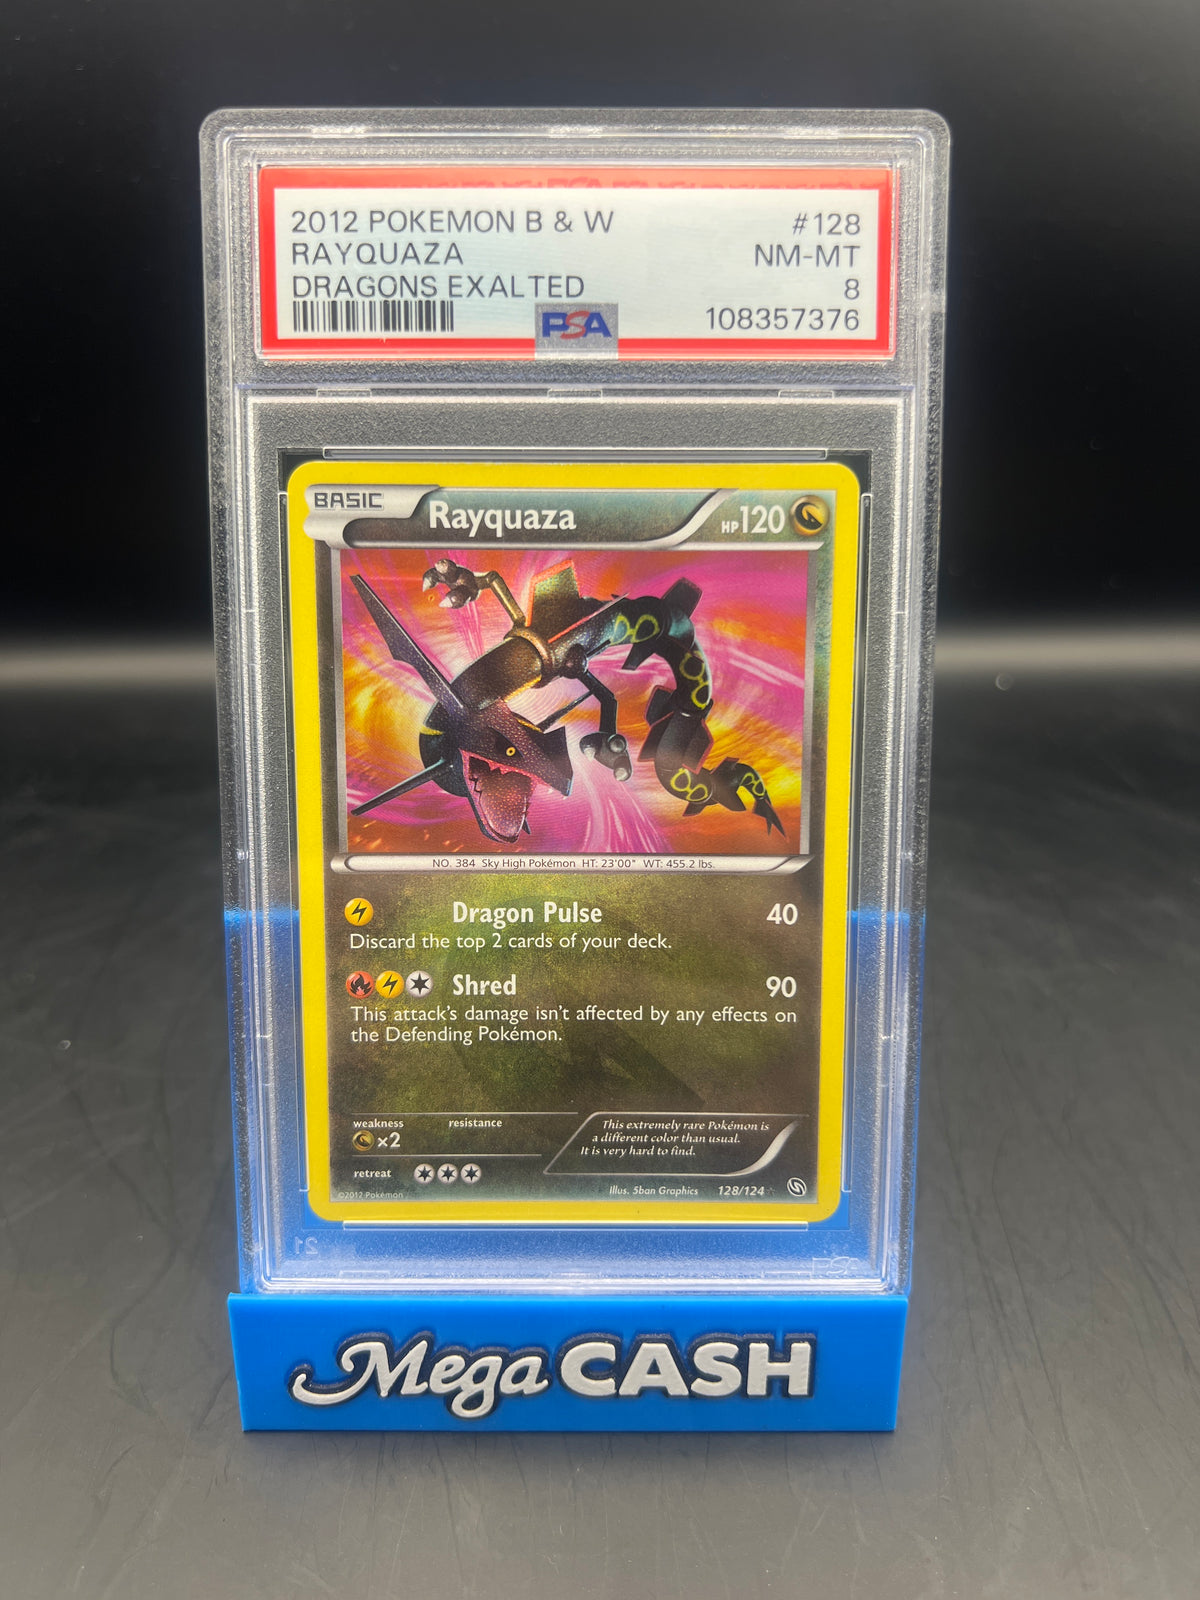 2012 POKEMON B & W #128
RAYQUAZA NM-MT
DRAGONS EXALTED 8
PSA 108357376
BASIC Rayquaza HP120
NO. 384 Sky High Pokémon HT: 23'00" WT: 455.2 lbs.
Dragon Pulse 40
Discard the top 2 cards of your deck.
Shred 90
This attack's damage isn't affected by any effects on
the Defending Pokémon.
weakness resistance
×2
retreat
This extremely rare Pokémon is
a different color than usual.
It is very hard to find.
©2012 Pokémon
Illus. 5ban Graphics 128/124
Mega CASH